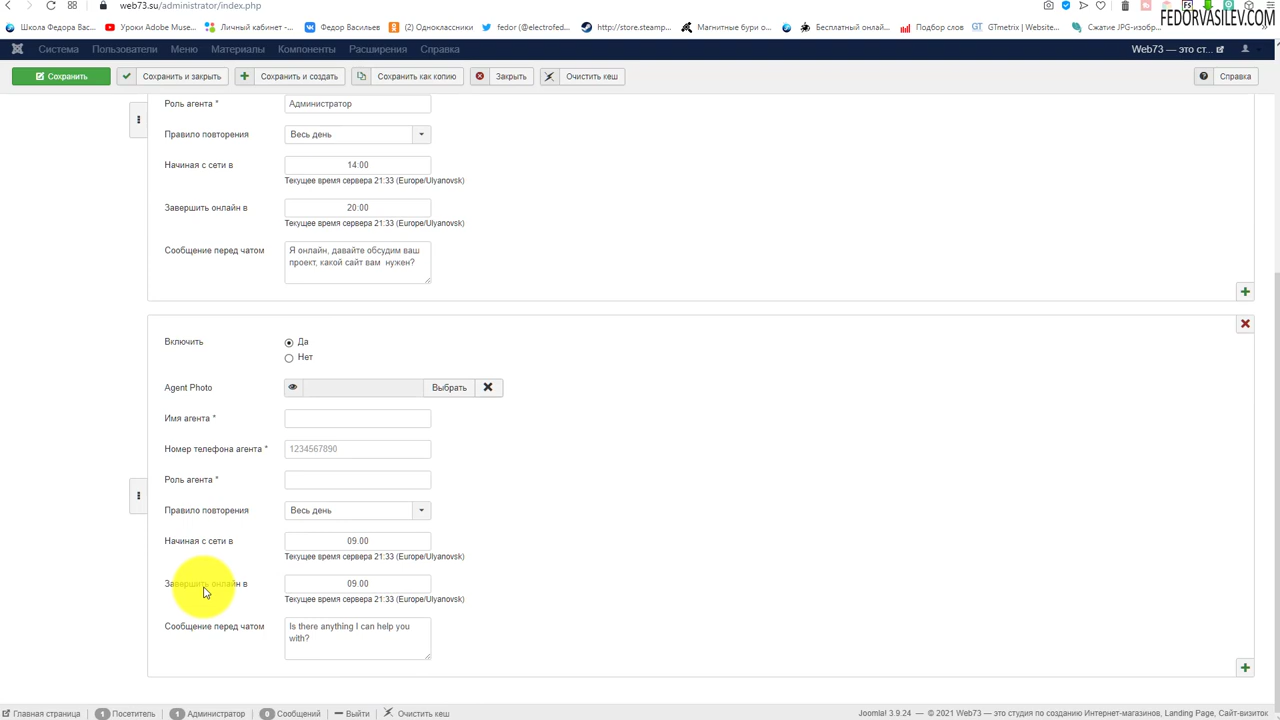 web73.su/administrator/index.php
FEDORVASILEV.COM
Школа Федора Вас... Уроки Adobe Muse... Личный кабинет -... Федор Васильев (2) Одноклассники fedor (@electrofed... http://store.steamp... Магнитные бури о... Бесплатный онлай... Подбор слов GTmetrix | Website... Сжатие JPG-изобр...
Система Пользователи Меню Материалы Компоненты Расширения Справка Web73 — это ст...
Сохранить Сохранить и закрыть Сохранить и создать Сохранить как копию Закрыть Очистить кеш Справка
Роль агента * Администратор
Правило повторения Весь день
Начиная с сети в 14:00
Текущее время сервера 21:33 (Europe/Ulyanovsk)
Завершить онлайн в 20:00
Текущее время сервера 21:33 (Europe/Ulyanovsk)
Сообщение перед чатом Я онлайн, давайте обсудим ваш
проект, какой сайт вам нужен?
Включить Да
Нет
Agent Photo Выбрать
Имя агента *
Номер телефона агента * 1234567890
Роль агента *
Правило повторения Весь день
Начиная с сети в 09.00
Текущее время сервера 21:33 (Europe/Ulyanovsk)
Завершить онлайн в 09.00
Текущее время сервера 21:33 (Europe/Ulyanovsk)
Сообщение перед чатом Is there anything I can help you
with?
Главная страница 1 Посетитель 1 Администратор 0 Сообщений Выйти Очистить кеш Joomla! 3.9.24 — © 2021 Web73 — это студия по созданию Интернет-магазинов, Landing Page, Сайт-визиток